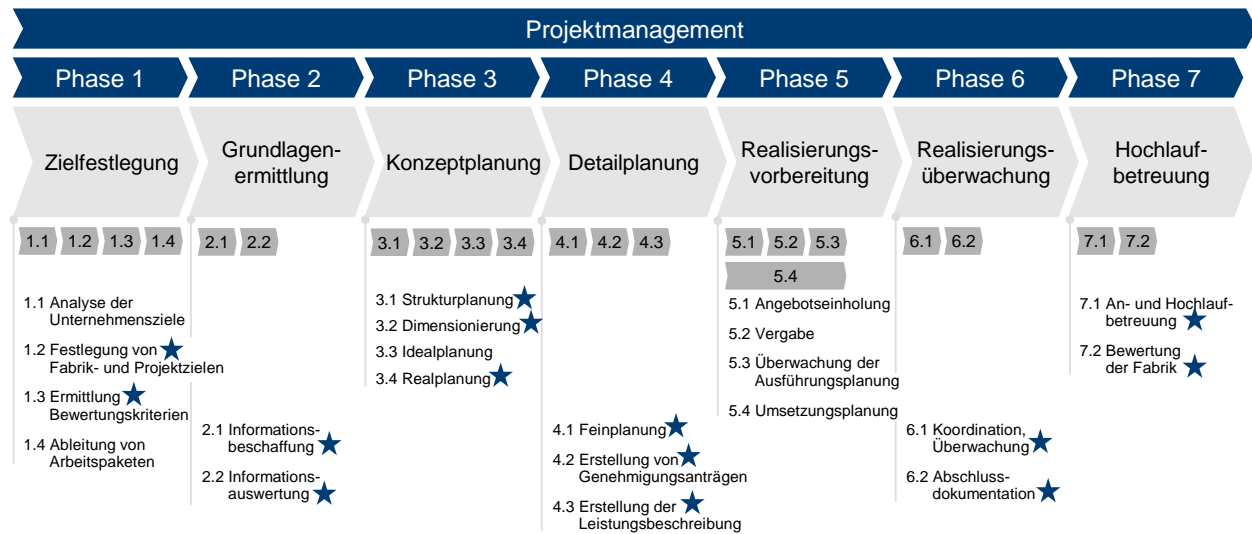 Projektmanagement
Phase 1
Phase 2
Phase 3
Phase 4
Phase 5
Phase 6
Phase 7
Zielfestlegung
Grundlagen-
ermittlung
Konzeptplanung
Detailplanung
Realisierungs-
vorbereitung
Realisierungs-
überwachung
Hochlauf-
betreuung
1.1 1.2 1.3 1.4
2.1 2.2
3.1 3.2 3.3 3.4
4.1 4.2 4.3
5.1 5.2 5.3
5.4
6.1 6.2
7.1 7.2
1.1 Analyse der
Unternehmensziele
1.2 Festlegung von
Fabrik- und Projektzielen
1.3 Ermittlung
Bewertungskriterien
1.4 Ableitung von
Arbeitspaketen
2.1 Informations-
beschaffung
2.2 Informations-
auswertung
3.1 Strukturplanung
3.2 Dimensionierung
3.3 Idealplanung
3.4 Realplanung
4.1 Feinplanung
4.2 Erstellung von
Genehmigungsanträgen
4.3 Erstellung der
Leistungsbeschreibung
5.1 Angebotseinholung
5.2 Vergabe
5.3 Überwachung der
Ausführungsplanung
5.4 Umsetzungsplanung
6.1 Koordination,
Überwachung
6.2 Abschluss-
dokumentation
7.1 An- und Hochlauf-
betreuung
7.2 Bewertung
der Fabrik